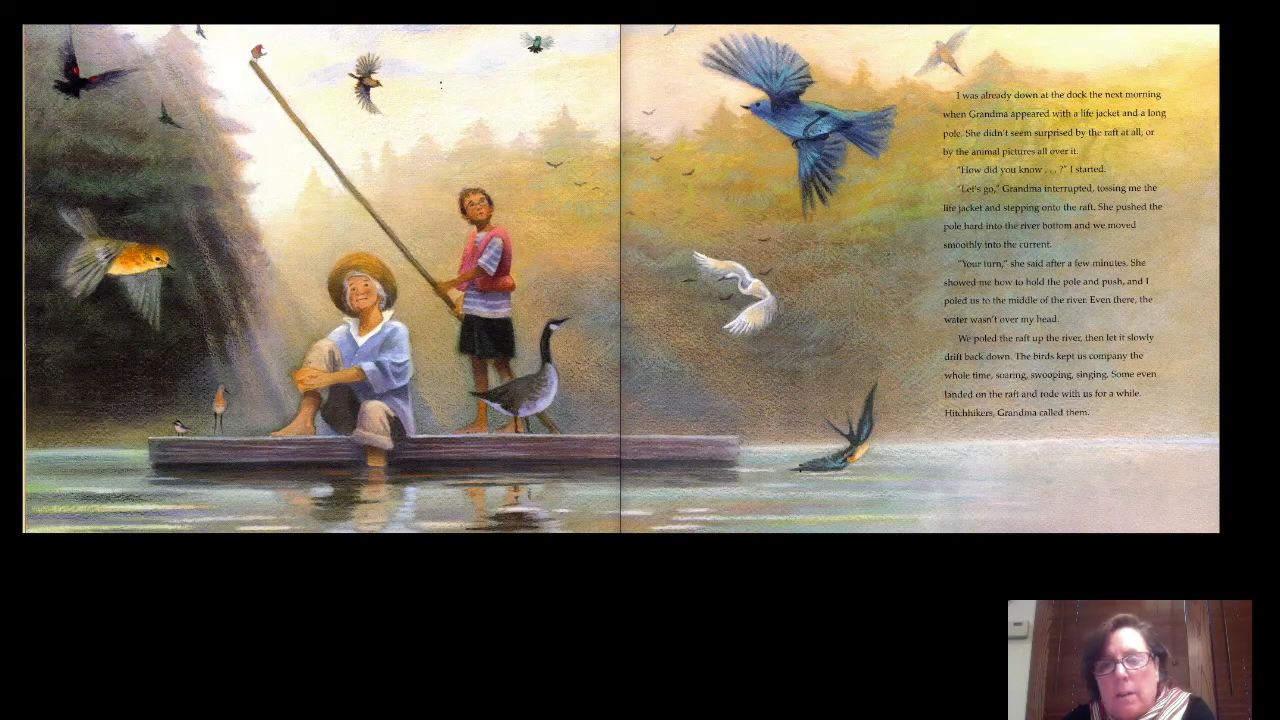 I was already down at the dock the next morning
when Grandma appeared with a life jacket and a long
pole. She didn't seem surprised by the raft at all, or
by the animal pictures all over it.
"How did you know . . . ?" I started.
"Let's go," Grandma interrupted, tossing me the
life jacket and stepping onto the raft. She pushed the
pole hard into the river bottom and we moved
smoothly into the current.
"Your turn," she said after a few minutes. She
showed me how to hold the pole and push, and I
poled us to the middle of the river. Even there, the
water wasn't over my head.
We poled the raft up the river, then let it slowly
drift back down. The birds kept us company the
whole time, soaring, swooping, singing. Some even
landed on the raft and rode with us for a while.
Hitchhikers, Grandma called them.